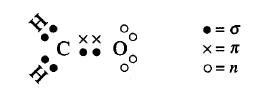 H
C O
H
● = σ
× = π
○ = n